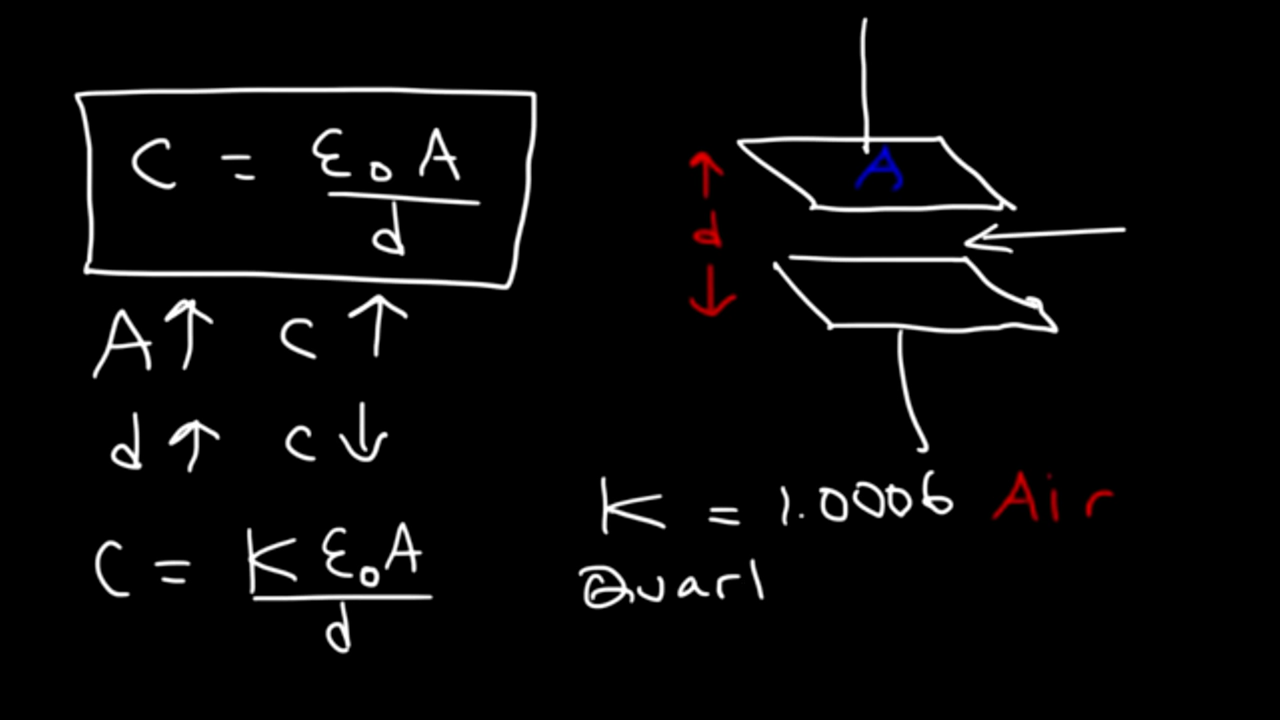 C = ε₀A / d
A↑ C↑
d↑ C↓
C = Kε₀A / d
A
d
K = 1.0006 Air
Quarl